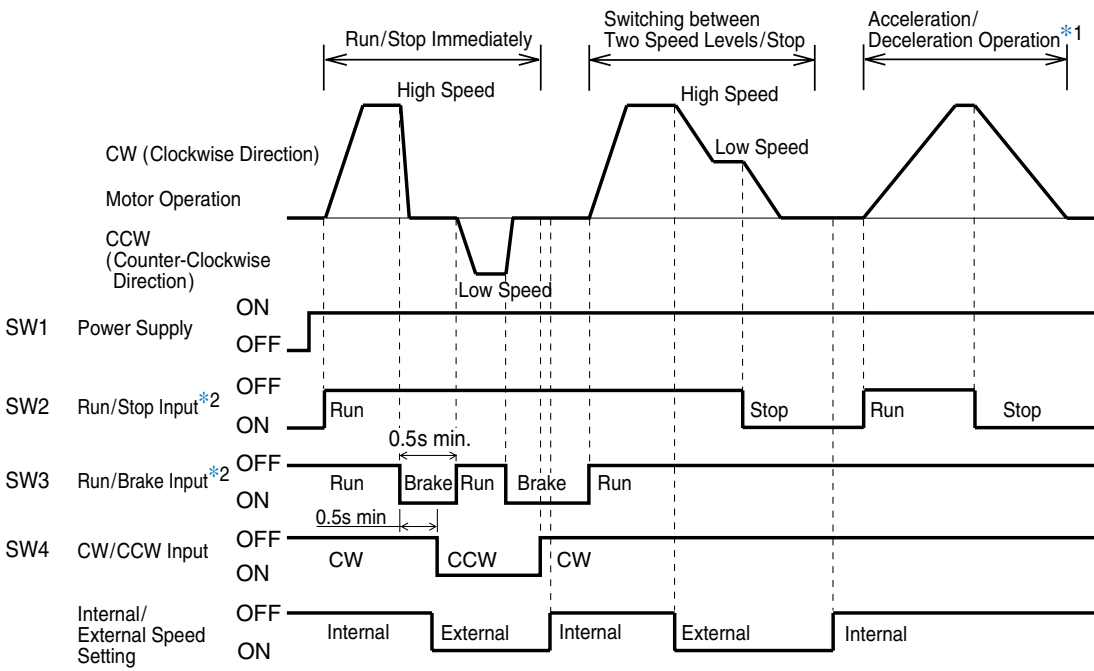 Run/Stop Immediately
Switching between
Two Speed Levels/Stop
Acceleration/
Deceleration Operation*1
High Speed
High Speed
CW (Clockwise Direction)
Low Speed
Motor Operation
CCW
(Counter-Clockwise
Direction)
Low Speed
SW1 Power Supply ON
OFF
SW2 Run/Stop Input*2 OFF
ON
Run Stop Run Stop
0.5s min.
SW3 Run/Brake Input*2 OFF
ON
Run Brake Run Brake Run
0.5s min
SW4 CW/CCW Input OFF
ON
CW CCW CW
Internal/
External Speed
Setting
OFF
ON
Internal External Internal External Internal